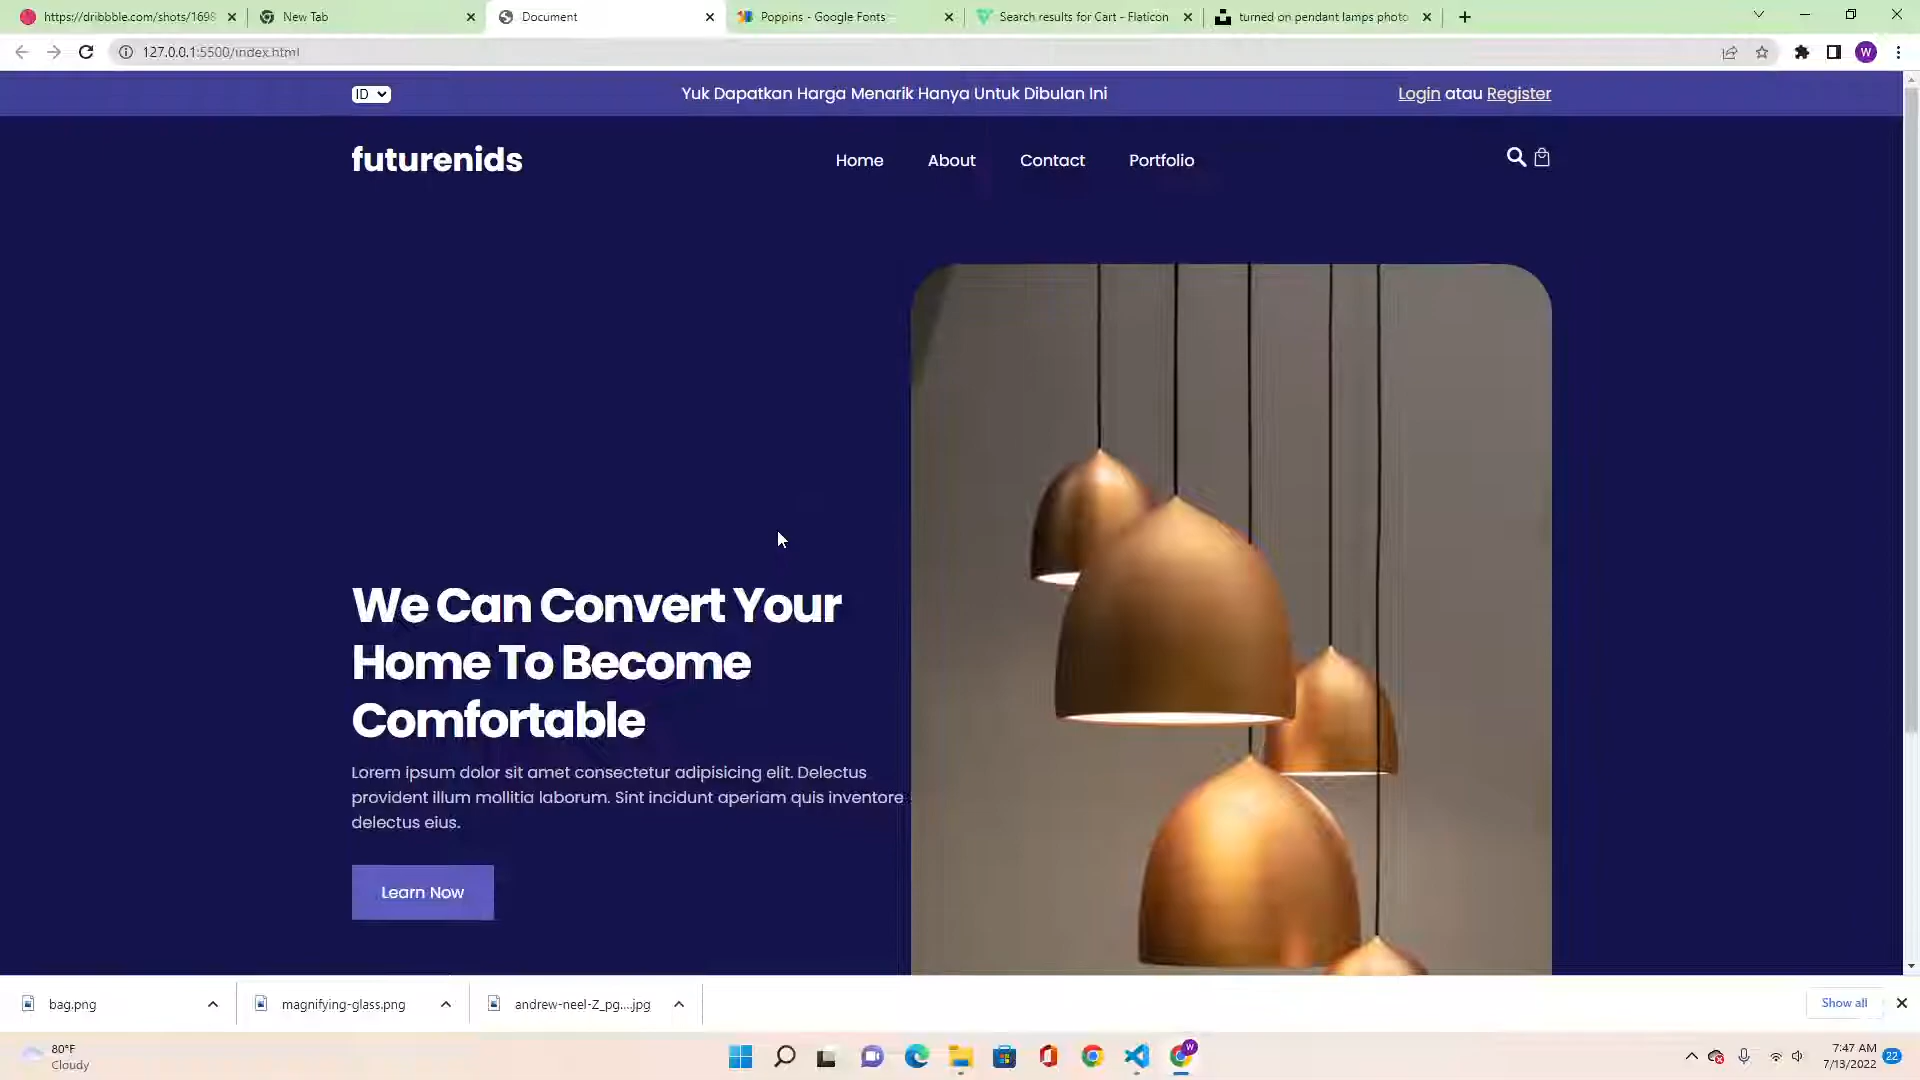 https://dribbble.com/shots/1698
New Tab
Document
Poppins - Google Fonts
Search results for Cart - Flaticon
turned on pendant lamps photo
127.0.0.1:5500/index.html
W
ID
Yuk Dapatkan Harga Menarik Hanya Untuk Dibulan Ini
Login atau Register
futurenids
Home
About
Contact
Portfolio
We Can Convert Your
Home To Become
Comfortable
Lorem ipsum dolor sit amet consectetur adipisicing elit. Delectus
provident illum mollitia laborum. Sint incidunt aperiam quis inventore
delectus eius.
Learn Now
bag.png
magnifying-glass.png
andrew-neel-Z_pg....jpg
Show all
80°F
Cloudy
W
7:47 AM
7/13/2022
22